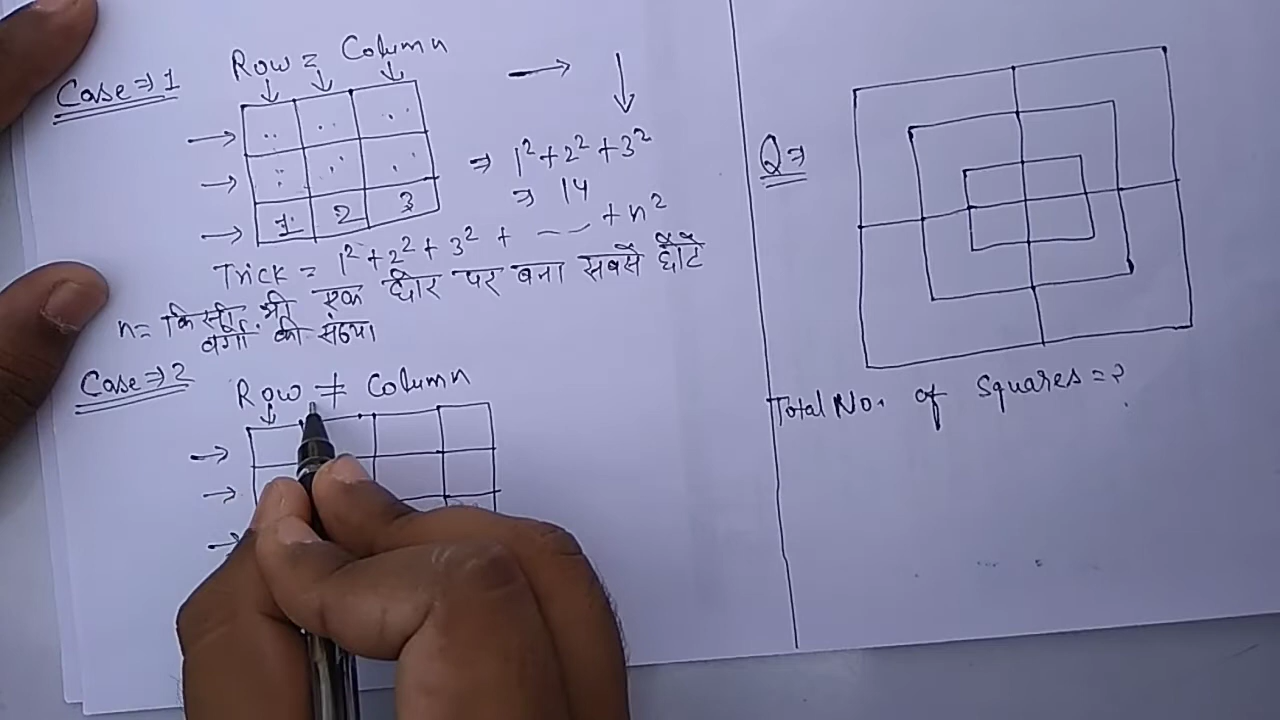 Case ⇒ 1 Row = Column
1 2 3
⇒ 1² + 2² + 3²
⇒ 14
Trick = 1² + 2² + 3² + --- + n²
n = किसी भी एक छोर पर बना सबसे छोटे
वर्गों की संख्या
Case ⇒ 2 Row ≠ Column
Q ⇒
Total No. of Squares = ?